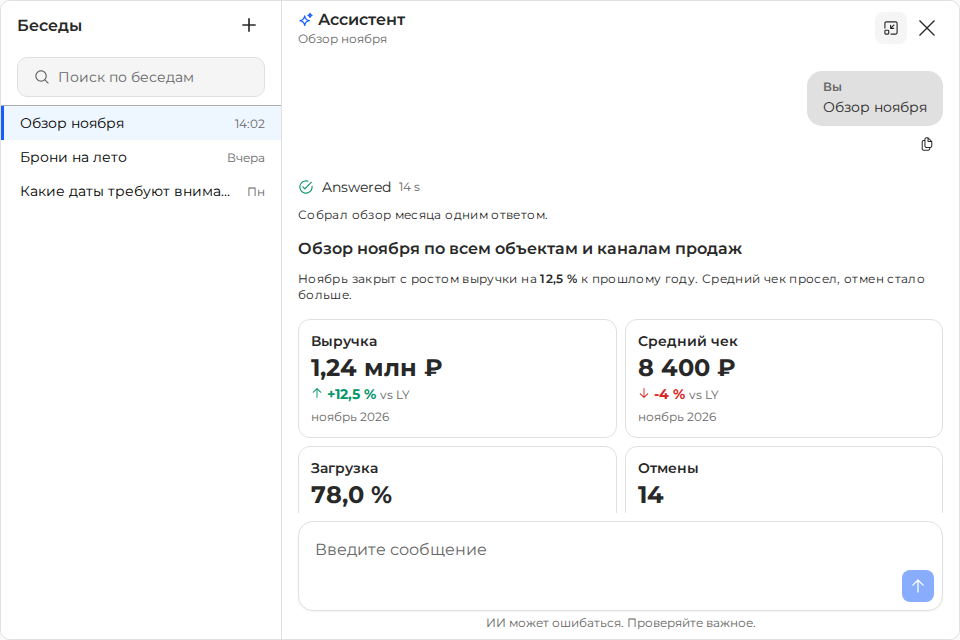 Беседы
Поиск по беседам
Обзор ноября 14:02
Брони на лето Вчера
Какие даты требуют внима... Пн
Ассистент
Обзор ноября
Вы
Обзор ноября
Answered 14 s
Собрал обзор месяца одним ответом.
Обзор ноября по всем объектам и каналам продаж
Ноябрь закрыт с ростом выручки на 12,5 % к прошлому году. Средний чек просел, отмен стало
больше.
Выручка
1,24 млн ₽
+12,5 % vs LY
ноябрь 2026
Средний чек
8 400 ₽
-4 % vs LY
ноябрь 2026
Загрузка
78,0 %
Отмены
14
Введите сообщение
ИИ может ошибаться. Проверяйте важное.